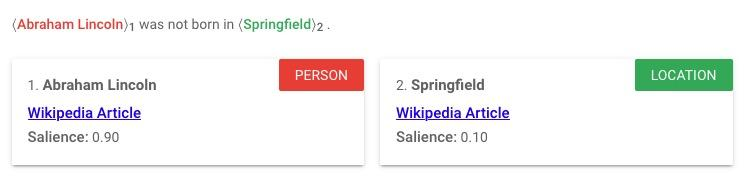 ⟨Abraham Lincoln⟩1 was not born in ⟨Springfield⟩2 .
PERSON
1. Abraham Lincoln
Wikipedia Article
Salience: 0.90
LOCATION
2. Springfield
Wikipedia Article
Salience: 0.10